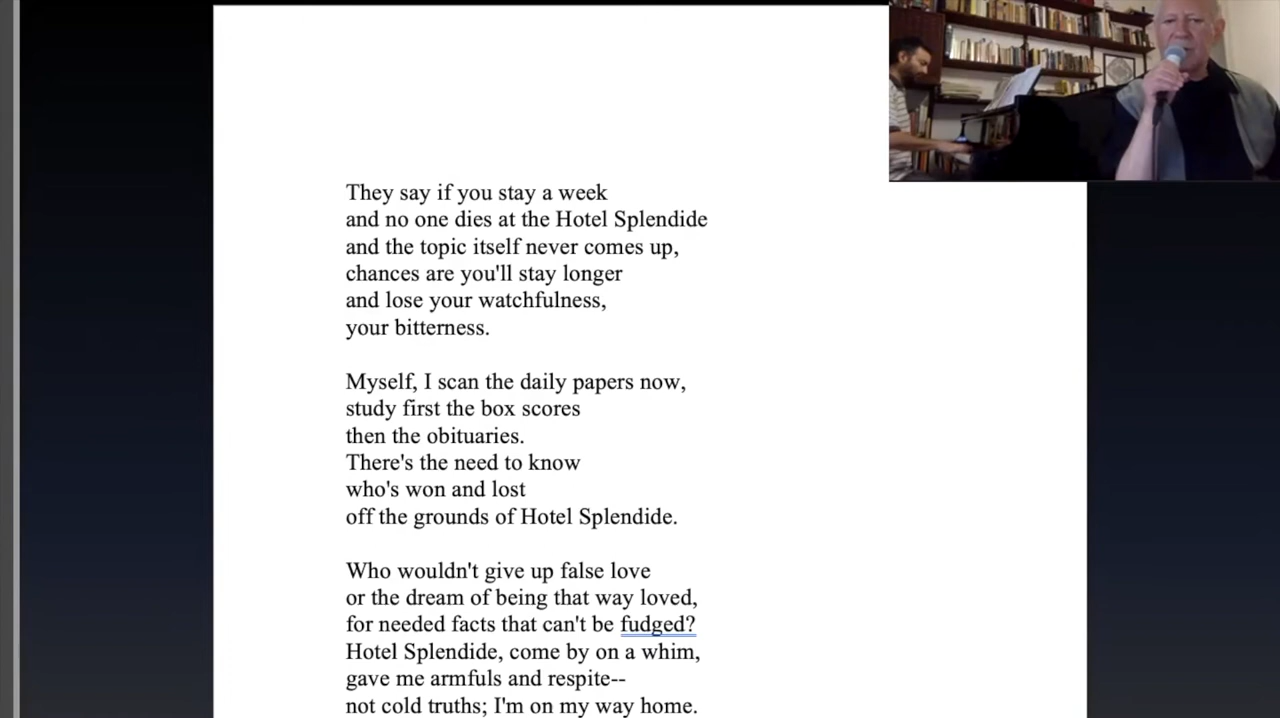 They say if you stay a week
and no one dies at the Hotel Splendide
and the topic itself never comes up,
chances are you'll stay longer
and lose your watchfulness,
your bitterness.
Myself, I scan the daily papers now,
study first the box scores
then the obituaries.
There's the need to know
who's won and lost
off the grounds of Hotel Splendide.
Who wouldn't give up false love
or the dream of being that way loved,
for needed facts that can't be fudged?
Hotel Splendide, come by on a whim,
gave me armfuls and respite--
not cold truths; I'm on my way home.